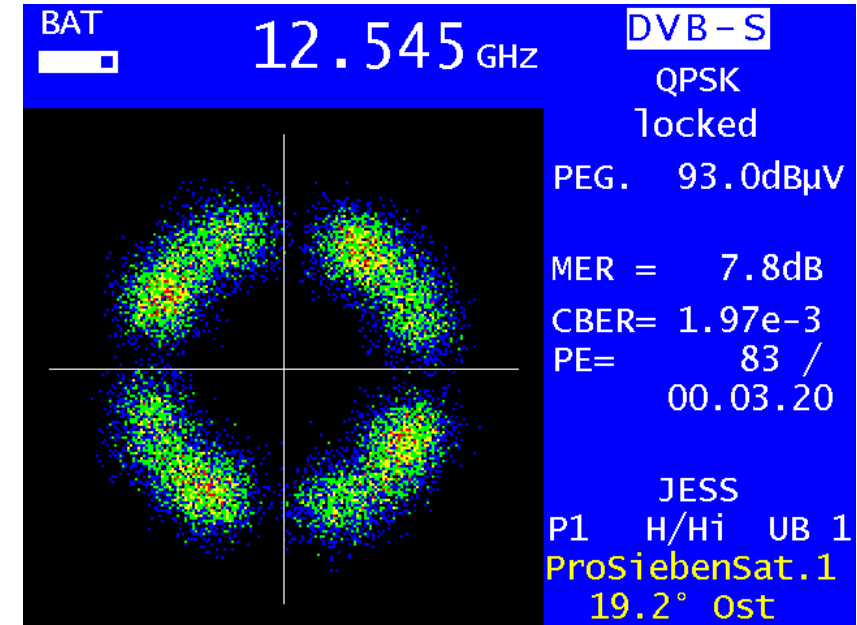 BAT
12.545 GHz
DVB-S
QPSK
locked
PEG. 93.0dBµV
MER = 7.8dB
CBER= 1.97e-3
PE= 83 /
00.03.20
JESS
P1 H/Hi UB 1
ProSiebenSat.1
19.2° Ost